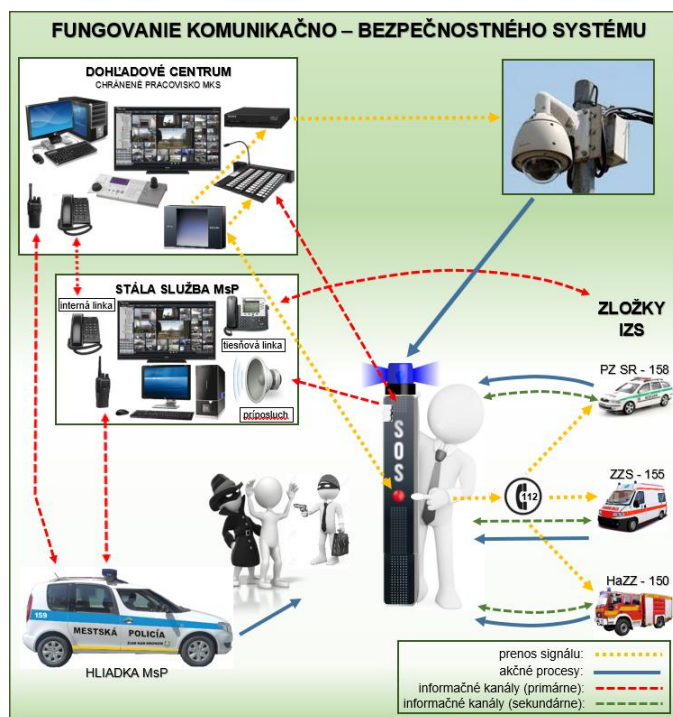 FUNGOVANIE KOMUNIKAČNO – BEZPEČNOSTNÉHO SYSTÉMU
DOHĽADOVÉ CENTRUM
CHRÁNENÉ PRACOVISKO MKS
STÁLA SLUŽBA MsP
interná linka
tiesňová linka
príposluch
ZLOŽKY
IZS
PZ SR - 158
SOS
112
ZZS - 155
HaZZ - 150
159
MESTSKÁ POLÍCIA
HLIADKA MsP
prenos signálu:
akčné procesy:
informačné kanály (primárne):
informačné kanály (sekundárne):